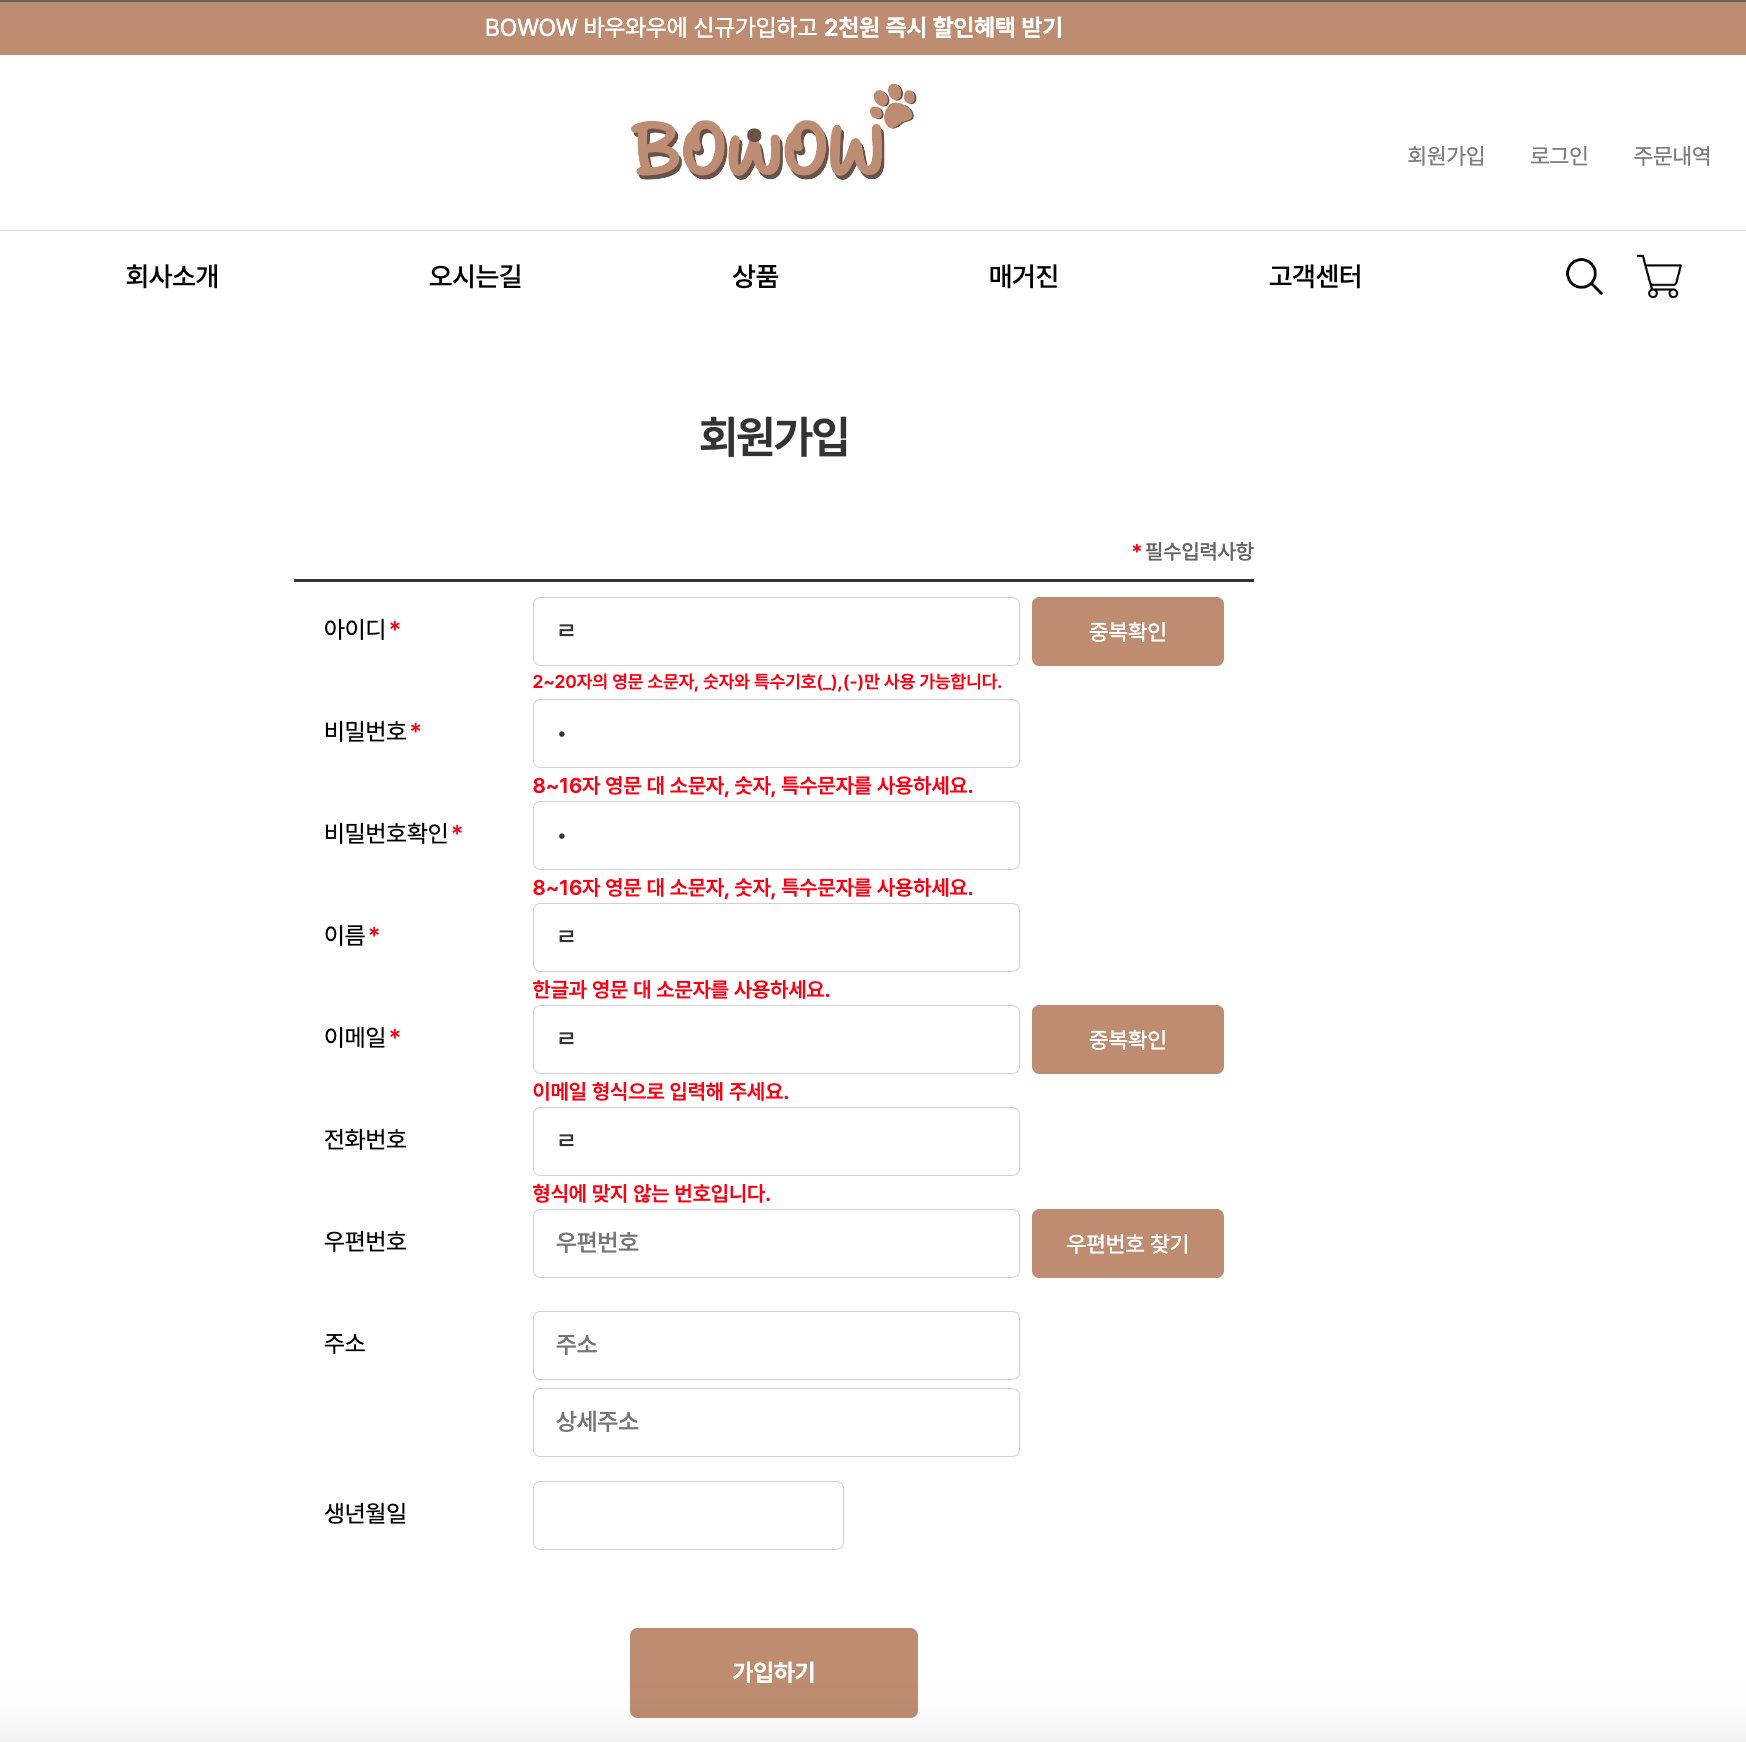 BOWOW 바우와우에 신규가입하고 2천원 즉시 할인혜택 받기
BOWOW
회원가입 로그인 주문내역
회사소개 오시는길 상품 매거진 고객센터
회원가입
* 필수입력사항
아이디* ㄹ 중복확인
2~20자의 영문 소문자, 숫자와 특수기호(_),(-)만 사용 가능합니다.
비밀번호* •
8~16자 영문 대 소문자, 숫자, 특수문자를 사용하세요.
비밀번호확인* •
8~16자 영문 대 소문자, 숫자, 특수문자를 사용하세요.
이름* ㄹ
한글과 영문 대 소문자를 사용하세요.
이메일* ㄹ 중복확인
이메일 형식으로 입력해 주세요.
전화번호 ㄹ
형식에 맞지 않는 번호입니다.
우편번호 우편번호 우편번호 찾기
주소 주소
상세주소
생년월일
가입하기